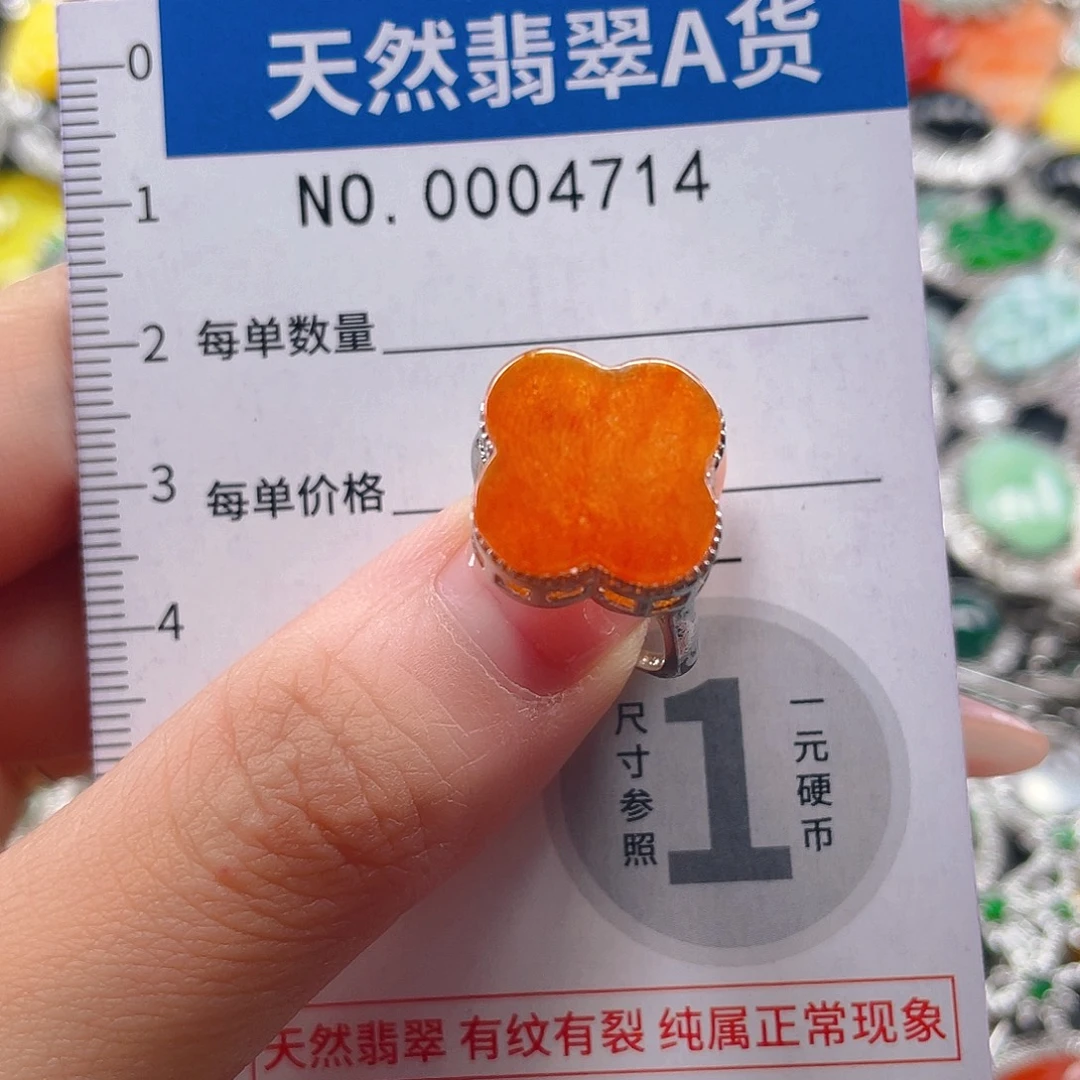 天然翡翠A货
NO.0004714
0
1
2
3
4
每单数量
每单价格
尺寸参照
1
一元硬币
天然翡翠 有纹有裂 纯属正常现象